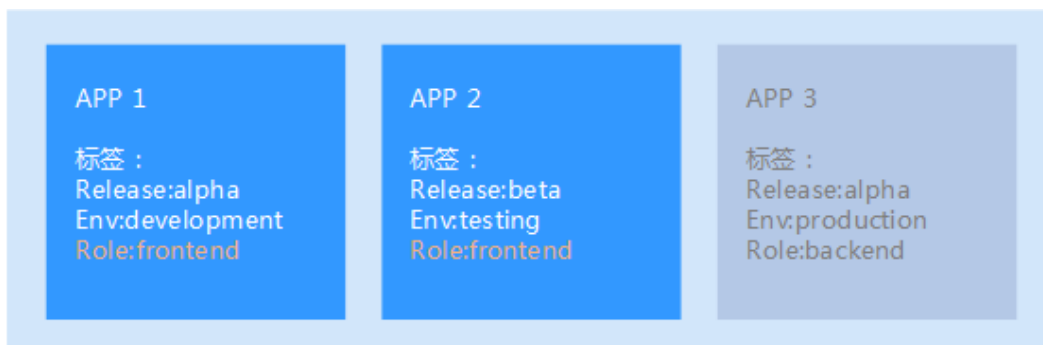 APP 1
标签：
Release:alpha
Env:development
Role:frontend
APP 2
标签：
Release:beta
Env:testing
Role:frontend
APP 3
标签：
Release:alpha
Env:production
Role:backend